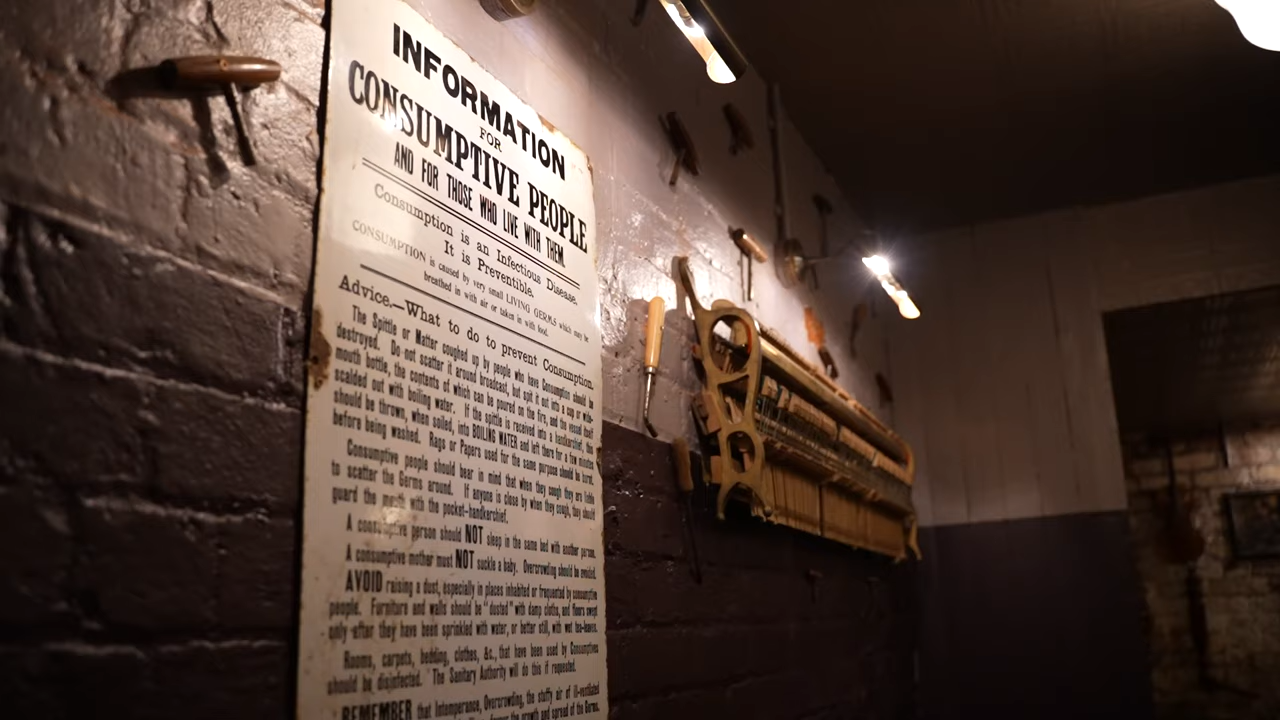 INFORMATION
FOR
CONSUMPTIVE PEOPLE
AND FOR THOSE WHO LIVE WITH THEM.
Consumption is an Infectious Disease.
It is Preventible.
CONSUMPTION is caused by very small LIVING GERMS which may be
breathed in with air or taken in with food.
Advice.—What to do to prevent Consumption.
The Spittle or Matter coughed up by people who have Consumption should be
destroyed. Do not scatter it around broadcast, but spit it out into a cup or wide-
mouth bottle, the contents of which can be poured on the fire, and the vessel itself
scalded out with boiling water. If the spittle is received into a handkerchief, this
should be thrown, when soiled, into BOILING WATER and left there for a few minutes
before being washed. Rags or Papers used for the same purpose should be burnt.
Consumptive people should bear in mind that when they cough they are liable
to scatter the Germs around. If anyone is close by when they cough, they should
guard the mouth with the pocket-handkerchief.
A consumptive person should NOT sleep in the same bed with another person.
A consumptive mother must NOT suckle a baby. Overcrowding should be avoided.
AVOID raising a dust, especially in places inhabited or frequented by consumptive
people. Furniture and walls should be "dusted" with damp cloths, and floors swept
only after they have been sprinkled with water, or better still, with wet tea-leaves.
Rooms, carpets, bedding, clothes, &c., that have been used by Consumptives
should be disinfected. The Sanitary Authority will do this if requested.
REMEMBER that Intemperance, Overcrowding, the stuffy air of ill-ventilated
the growth and spread of the Germs.